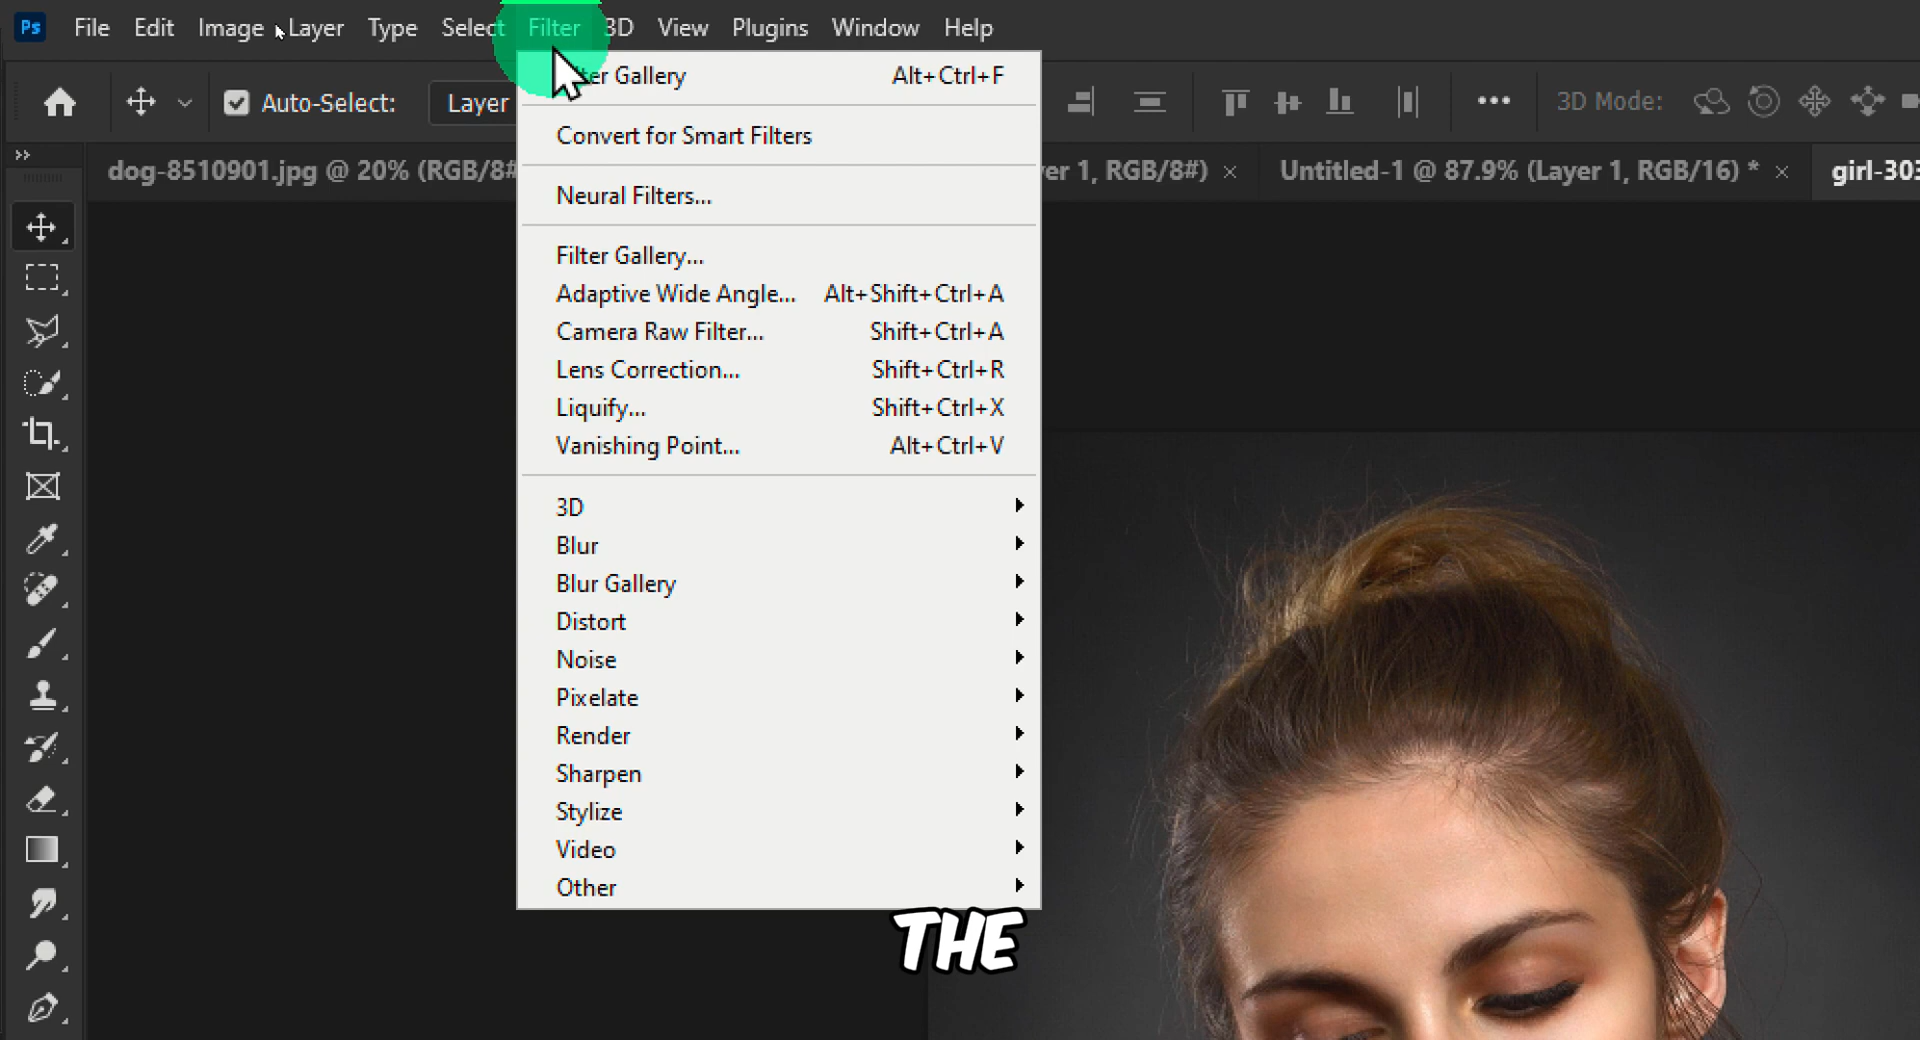 Ps File Edit Image Layer Type Select Filter 3D View Plugins Window Help
Auto-Select: Layer
3D Mode:
dog-8510901.jpg @ 20% (RGB/8#
1, RGB/8#) ×
Untitled-1 @ 87.9% (Layer 1, RGB/16) * ×
Gallery Alt+Ctrl+F
Convert for Smart Filters
Neural Filters...
Filter Gallery...
Adaptive Wide Angle... Alt+Shift+Ctrl+A
Camera Raw Filter... Shift+Ctrl+A
Lens Correction... Shift+Ctrl+R
Liquify... Shift+Ctrl+X
Vanishing Point... Alt+Ctrl+V
3D
Blur
Blur Gallery
Distort
Noise
Pixelate
Render
Sharpen
Stylize
Video
Other
THE